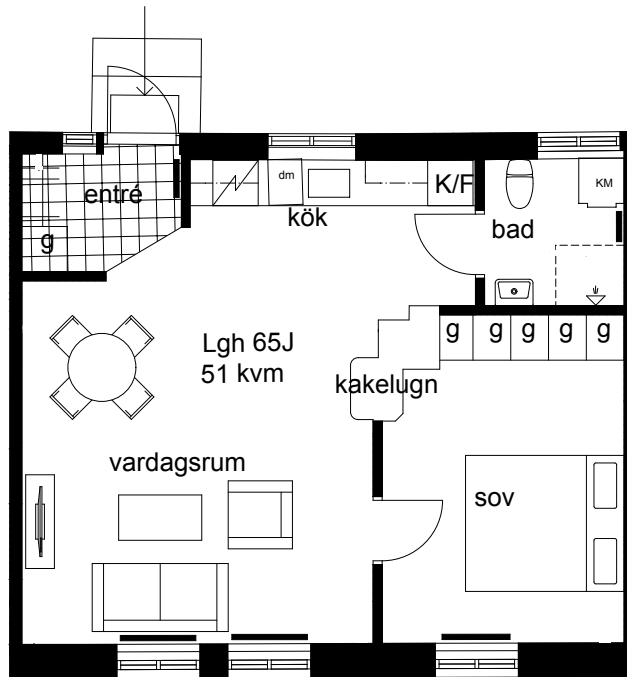 dm
K/F
KM
entré
kök
bad
g
Lgh 65J
51 kvm
g g g g g
kakelugn
vardagsrum
sov